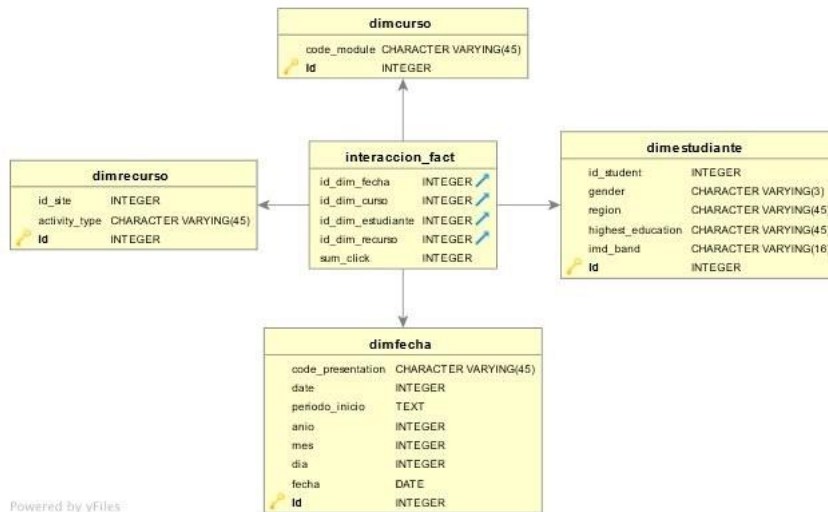 dimcurso
code_module CHARACTER VARYING(45)
Id INTEGER
interaccion_fact
id_dim_fecha INTEGER
id_dim_curso INTEGER
id_dim_estudiante INTEGER
id_dim_recurso INTEGER
sum_click INTEGER
dimrecurso
id_site INTEGER
activity_type CHARACTER VARYING(45)
Id INTEGER
dimestudiante
id_student INTEGER
gender CHARACTER VARYING(3)
region CHARACTER VARYING(45)
highest_education CHARACTER VARYING(45)
imd_band CHARACTER VARYING(16)
Id INTEGER
dimfecha
code_presentation CHARACTER VARYING(45)
date INTEGER
periodo_inicio TEXT
anio INTEGER
mes INTEGER
dia INTEGER
fecha DATE
Id INTEGER
Powered by yFiles